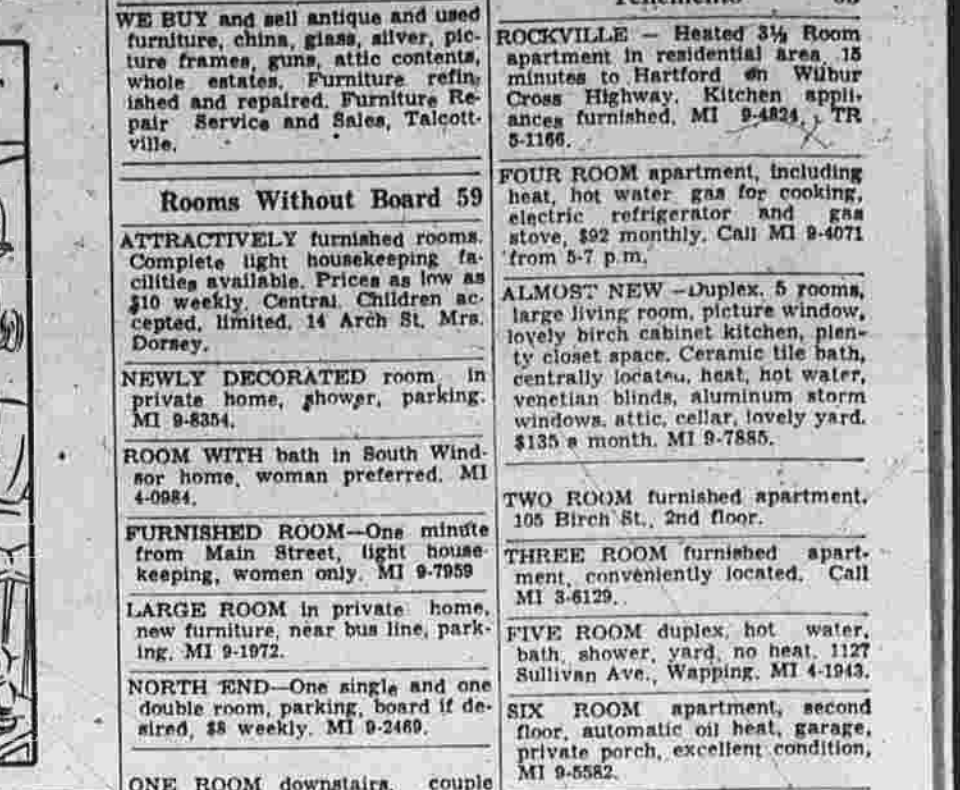 WE BUY and sell antique and used
furniture, china, glass, silver, pic-
ture frames, guns, attic contents,
whole estates. Furniture refin-
ished and repaired. Furniture Re-
pair Service and Sales, Talcott-
ville.
Rooms Without Board 59
ATTRACTIVELY furnished rooms.
Complete light housekeeping fa-
cilities available. Prices as low as
$10 weekly. Central. Children ac-
cepted, limited. 14 Arch St. Mrs.
Dorsey.
NEWLY DECORATED room, in
private home, shower, parking.
MI 9-8354.
ROOM WITH bath in South Wind-
sor home, woman preferred. MI
4-0984.
FURNISHED ROOM—One minute
from Main Street, light house-
keeping, women only. MI 9-7959
LARGE ROOM in private home,
new furniture, near bus line, park-
ing. MI 9-1972.
NORTH END—One single and one
double room, parking, board if de-
sired, $8 weekly. MI 9-2469.
ONE ROOM downstairs, couple
Tenements 63
ROCKVILLE — Heated 3½ Room
apartment in residential area, 15
minutes to Hartford on Wilbur
Cross Highway. Kitchen appli-
ances furnished. MI 9-4824, TR
5-1166.
FOUR ROOM apartment, including
heat, hot water, gas for cooking,
electric refrigerator and gas
stove, $92 monthly. Call MI 9-4071
from 5-7 p.m.
ALMOST NEW —Duplex. 5 rooms,
large living room, picture window,
lovely birch cabinet kitchen, plen-
ty closet space. Ceramic tile bath,
centrally located, heat, hot water,
venetian blinds, aluminum storm
windows, attic, cellar, lovely yard.
$135 a month. MI 9-7885.
TWO ROOM furnished apartment.
105 Birch St., 2nd floor.
THREE ROOM furnished apart-
ment, conveniently located. Call
MI 3-6129.
FIVE ROOM duplex, hot water,
bath, shower, yard, no heat. 1127
Sullivan Ave., Wapping. MI 4-1943.
SIX ROOM apartment, second
floor, automatic oil heat, garage,
private porch, excellent condition,
MI 9-5582.